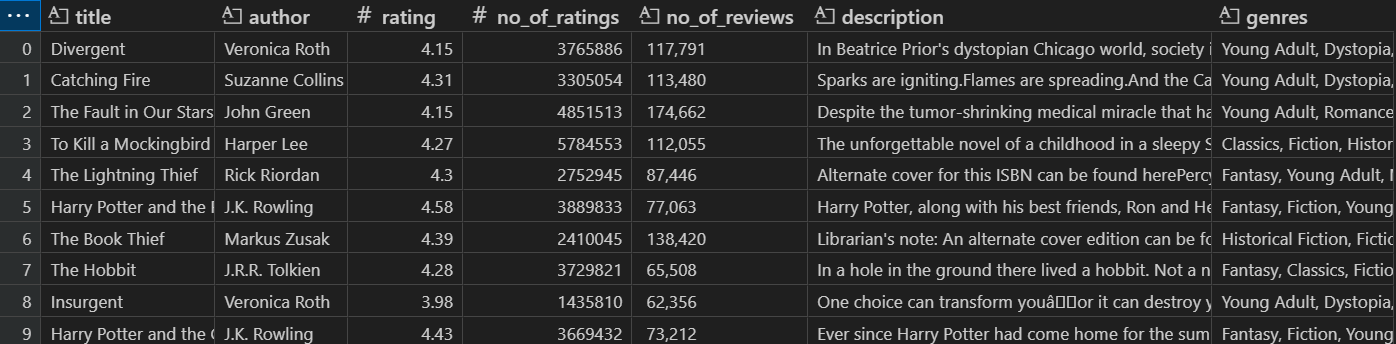 ... title author # rating # no_of_ratings no_of_reviews description genres
0 Divergent Veronica Roth 4.15 3765886 117,791 In Beatrice Prior's dystopian Chicago world, society Young Adult, Dystopia,
1 Catching Fire Suzanne Collins 4.31 3305054 113,480 Sparks are igniting.Flames are spreading.And the Ca Young Adult, Dystopia,
2 The Fault in Our Stars John Green 4.15 4851513 174,662 Despite the tumor-shrinking medical miracle that ha Young Adult, Romance
3 To Kill a Mockingbird Harper Lee 4.27 5784553 112,055 The unforgettable novel of a childhood in a sleepy S Classics, Fiction, Histor
4 The Lightning Thief Rick Riordan 4.3 2752945 87,446 Alternate cover for this ISBN can be found herePercy Fantasy, Young Adult,
5 Harry Potter and the J.K. Rowling 4.58 3889833 77,063 Harry Potter, along with his best friends, Ron and He Fantasy, Fiction, Young
6 The Book Thief Markus Zusak 4.39 2410045 138,420 Librarian's note: An alternate cover edition can be fo Historical Fiction, Fictio
7 The Hobbit J.R.R. Tolkien 4.28 3729821 65,508 In a hole in the ground there lived a hobbit. Not a n Fantasy, Classics, Fictio
8 Insurgent Veronica Roth 3.98 1435810 62,356 One choice can transform youâ▯▯or it can destroy y Young Adult, Dystopia,
9 Harry Potter and the J.K. Rowling 4.43 3669432 73,212 Ever since Harry Potter had come home for the sum Fantasy, Fiction, Young